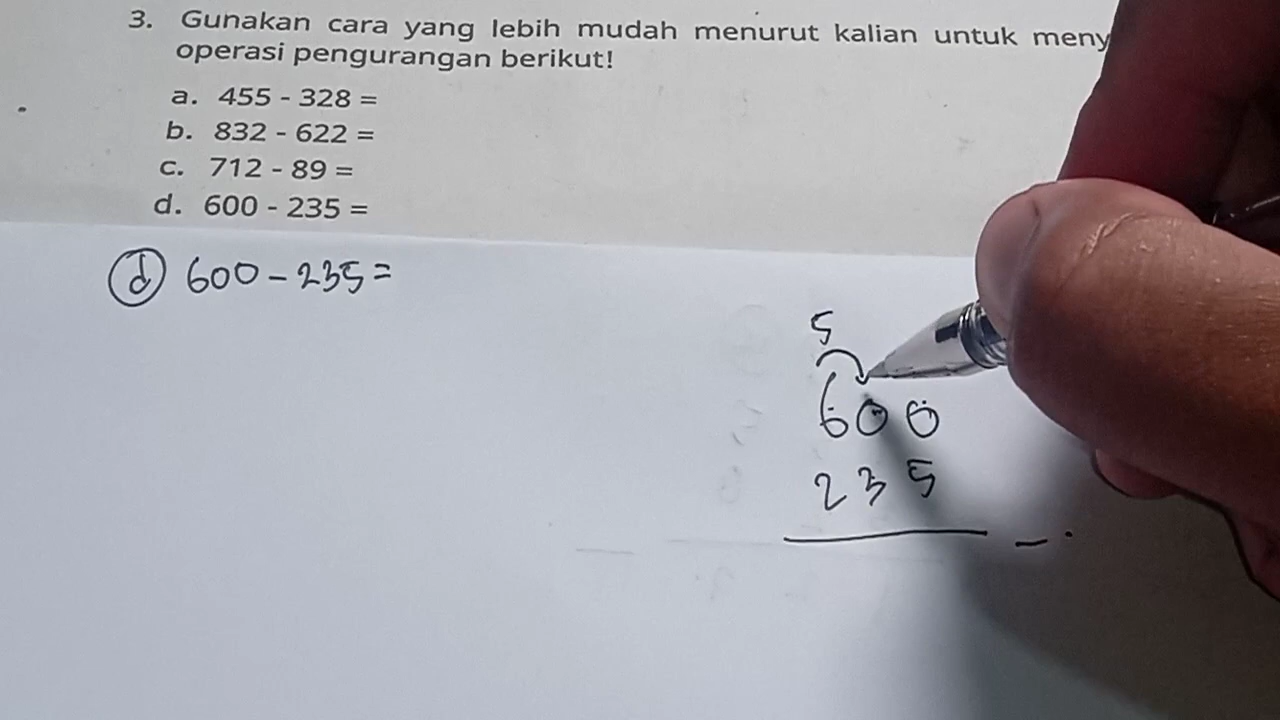 3. Gunakan cara yang lebih mudah menurut kalian untuk
operasi pengurangan berikut!
a. 455 - 328 =
b. 832 - 622 =
c. 712 - 89 =
d. 600 - 235 =
d 600 - 235 =
5
600
235
-